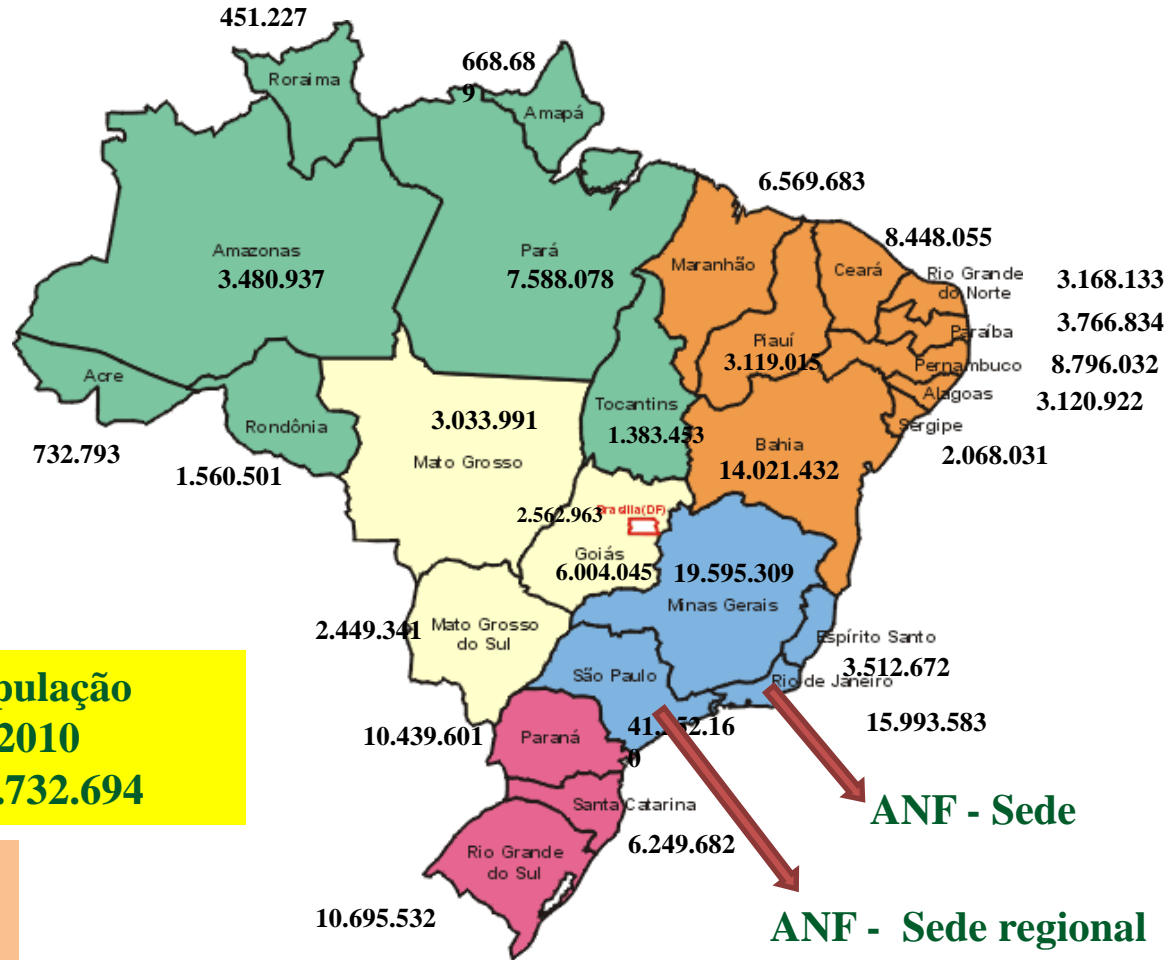 451.227
Roraima
668.68
9
Amapá
6.569.683
8.448.055
Amazonas
3.480.937
Pará
7.588.078
Maranhão
Ceará
Rio Grande
do Norte
3.168.133
Paraíba
3.766.834
Piauí
3.119.015
Pernambuco
8.796.032
Acre
732.793
Rondônia
1.560.501
3.033.991
Mato Grosso
Tocantins
1.383.453
Alagoas
3.120.922
Sergipe
2.068.031
Bahia
14.021.432
2.562.963
Brasília(DF)
Goiás
6.004.045
19.595.309
Minas Gerais
2.449.341
Mato Grosso
do Sul
Espírito Santo
3.512.672
São Paulo
Rio de Janeiro
15.993.583
pulação
2010
.732.694
10.439.601
Paraná
0
Santa Catarina
6.249.682
ANF - Sede
Rio Grande
do Sul
10.695.532
ANF - Sede regional